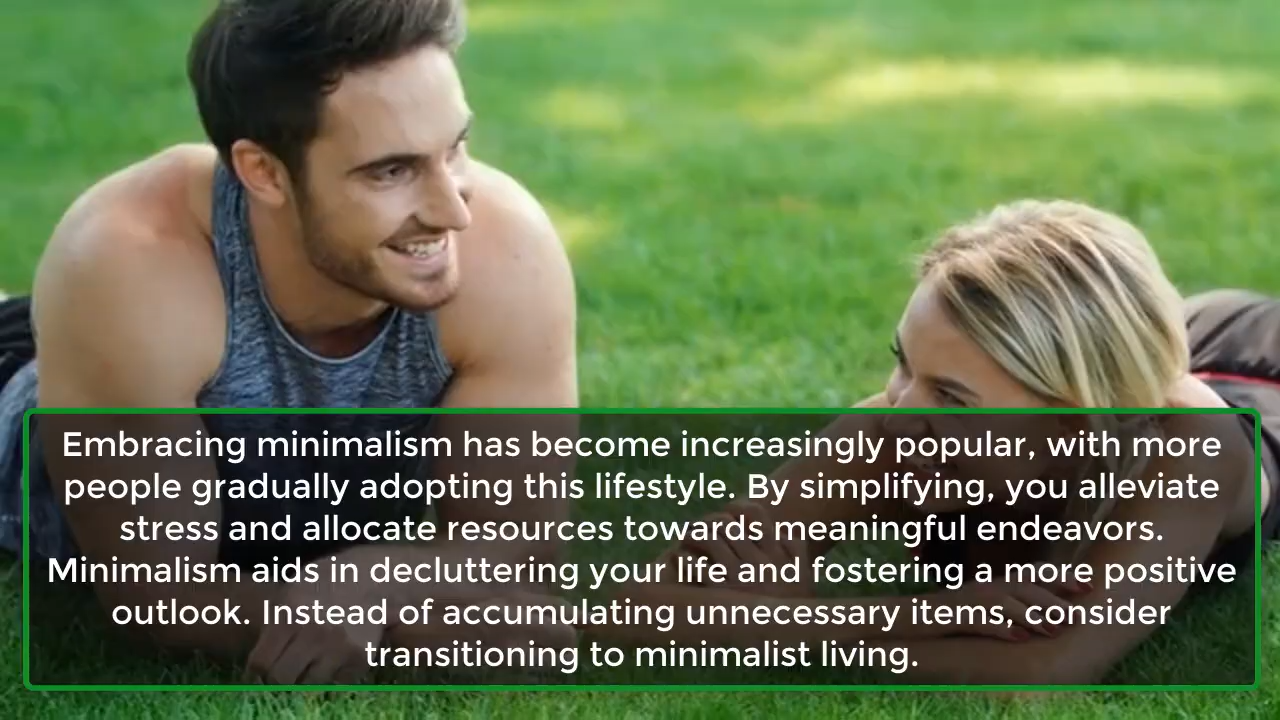 Embracing minimalism has become increasingly popular, with more
people gradually adopting this lifestyle. By simplifying, you alleviate
stress and allocate resources towards meaningful endeavors.
Minimalism aids in decluttering your life and fostering a more positive
outlook. Instead of accumulating unnecessary items, consider
transitioning to minimalist living.